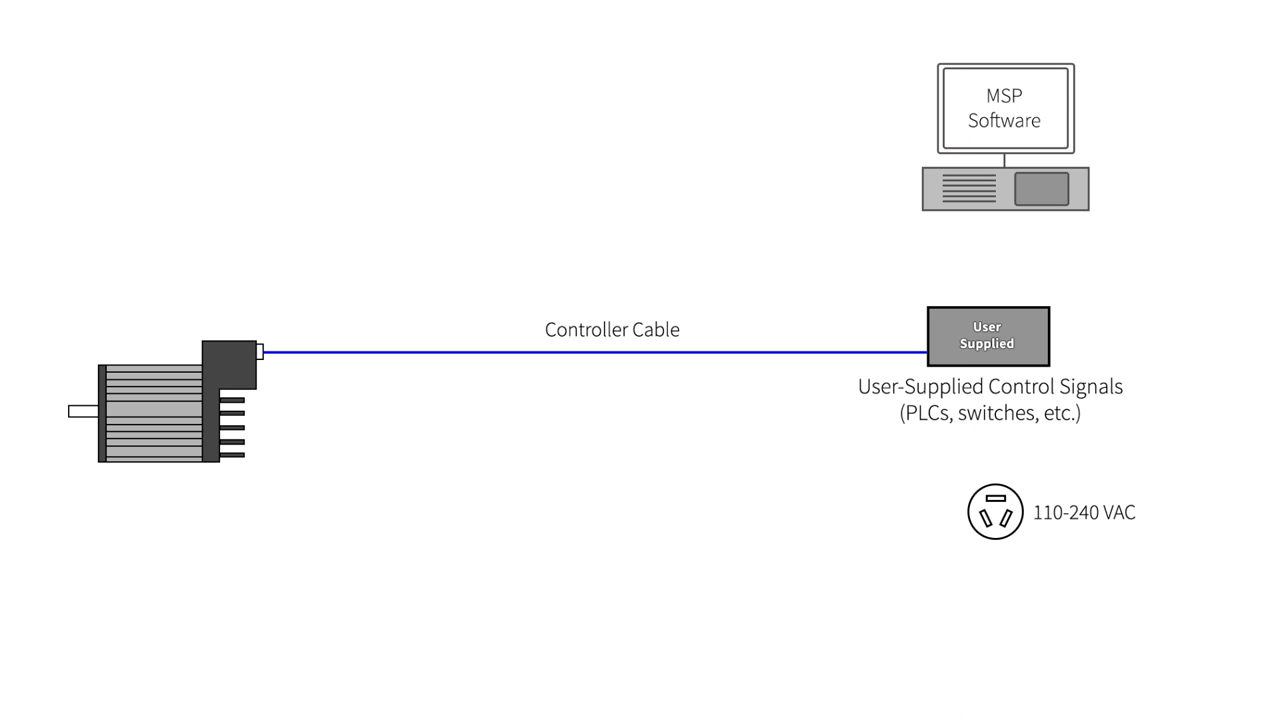 MSP
Software
Controller Cable
User
Supplied
User-Supplied Control Signals
(PLCs, switches, etc.)
110-240 VAC